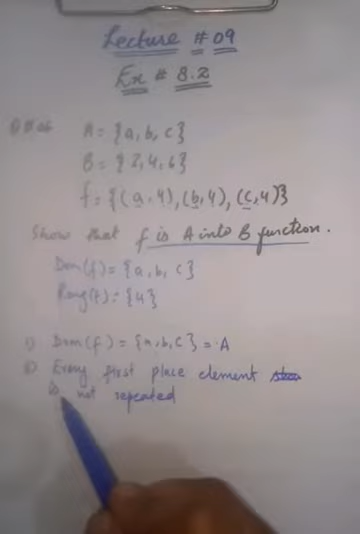 Lecture # 09
Ex # 8.2
A = {a, b, c}
B = {2, 4, 6}
f = {(a, 4), (b, 4), (c, 4)}
Show that f is A into B function.
Dom(f) = {a, b, c}
Rang(f) = {4}
i) Dom(f) = {a, b, c} = A
ii) Every first place element
is not repeated